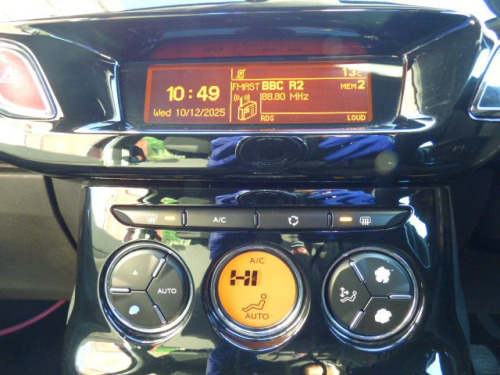 13c
10:49
FMAST BBC R2 MEM 2
88.80 MHz
Wed 10/12/2025
RDS LOUD
A/C
A/C
HI
AUTO
AUTO